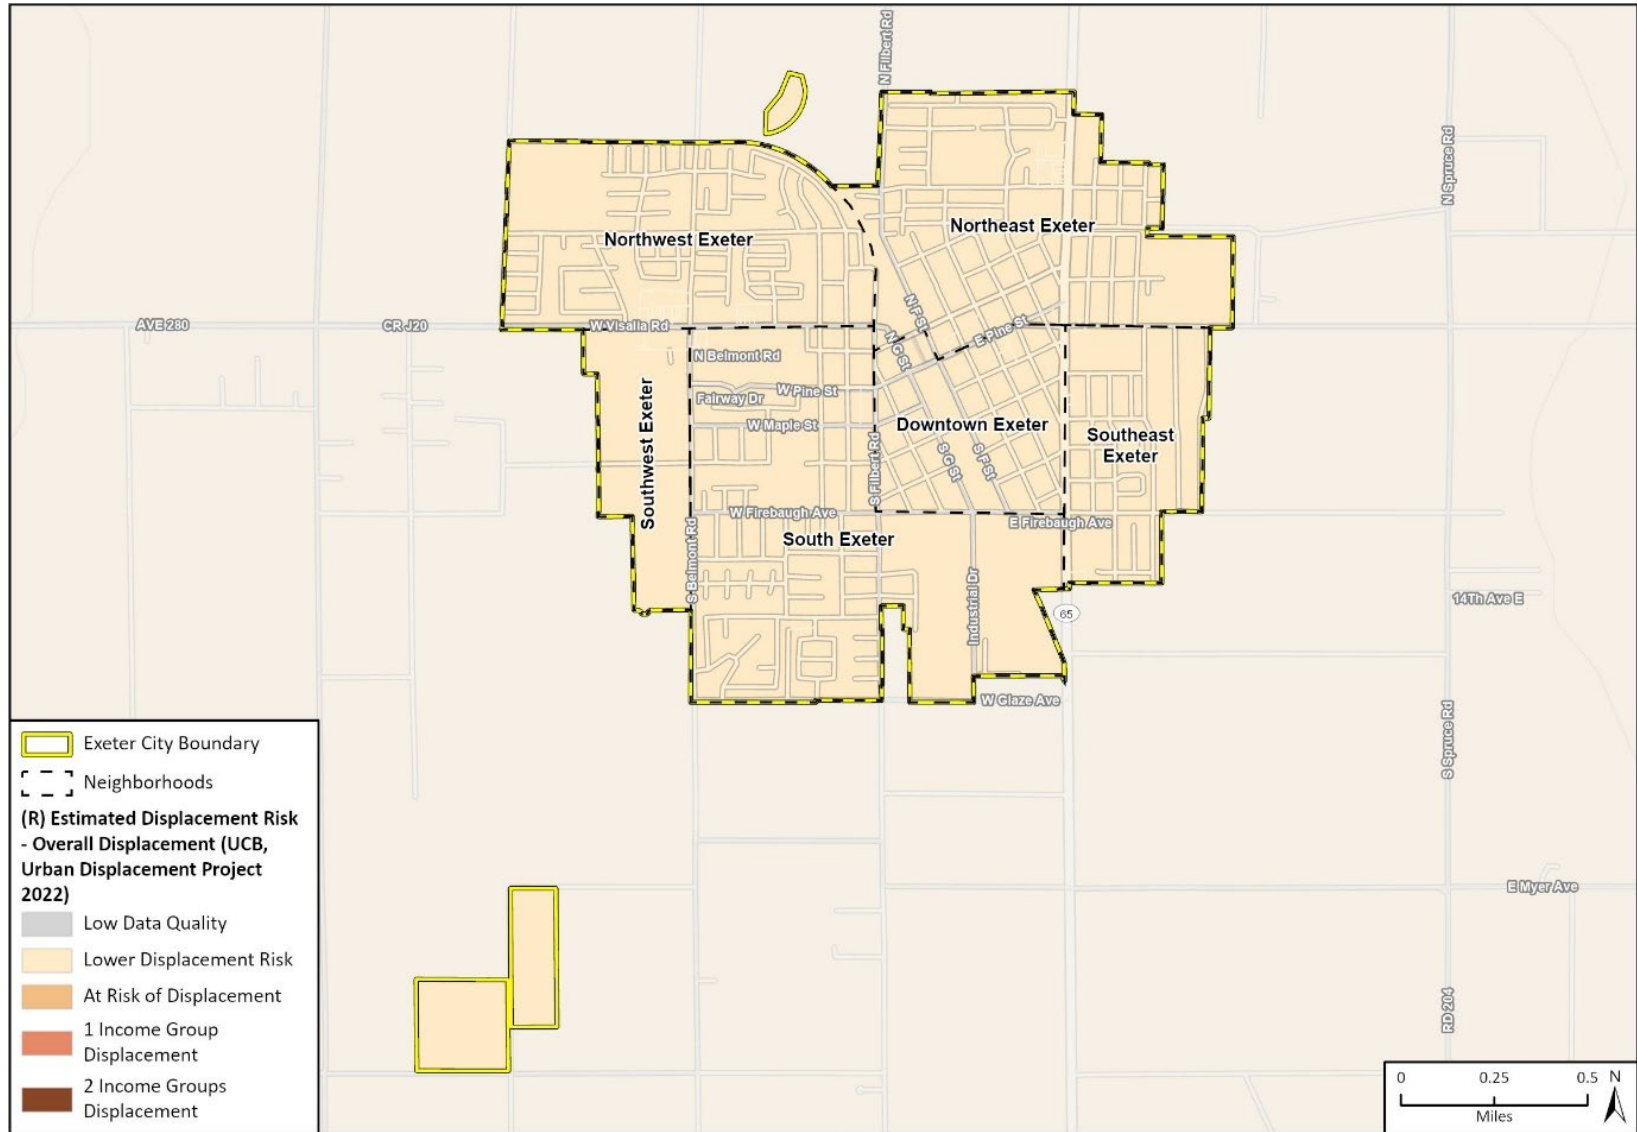 N Filbert Rd
N Spruce Rd
Northeast Exeter
Northwest Exeter
N F St
AVE 280
CR J20
W Visalia Rd
E Pine St
N G St
N Belmont Rd
W Pine St
Fairway Dr
W Maple St
Downtown Exeter
Southwest Exeter
Southeast
Exeter
S Filbert Rd
S G St
S F St
W Firebaugh Ave
E Firebaugh Ave
South Exeter
S Belmont Rd
Industrial Dr
14Th Ave E
65
W Glaze Ave
S Spruce Rd
E Myer Ave
RD 204
Exeter City Boundary
Neighborhoods
(R) Estimated Displacement Risk
- Overall Displacement (UCB,
Urban Displacement Project
2022)
Low Data Quality
Lower Displacement Risk
At Risk of Displacement
1 Income Group
Displacement
2 Income Groups
Displacement
0 0.25 0.5 N
Miles